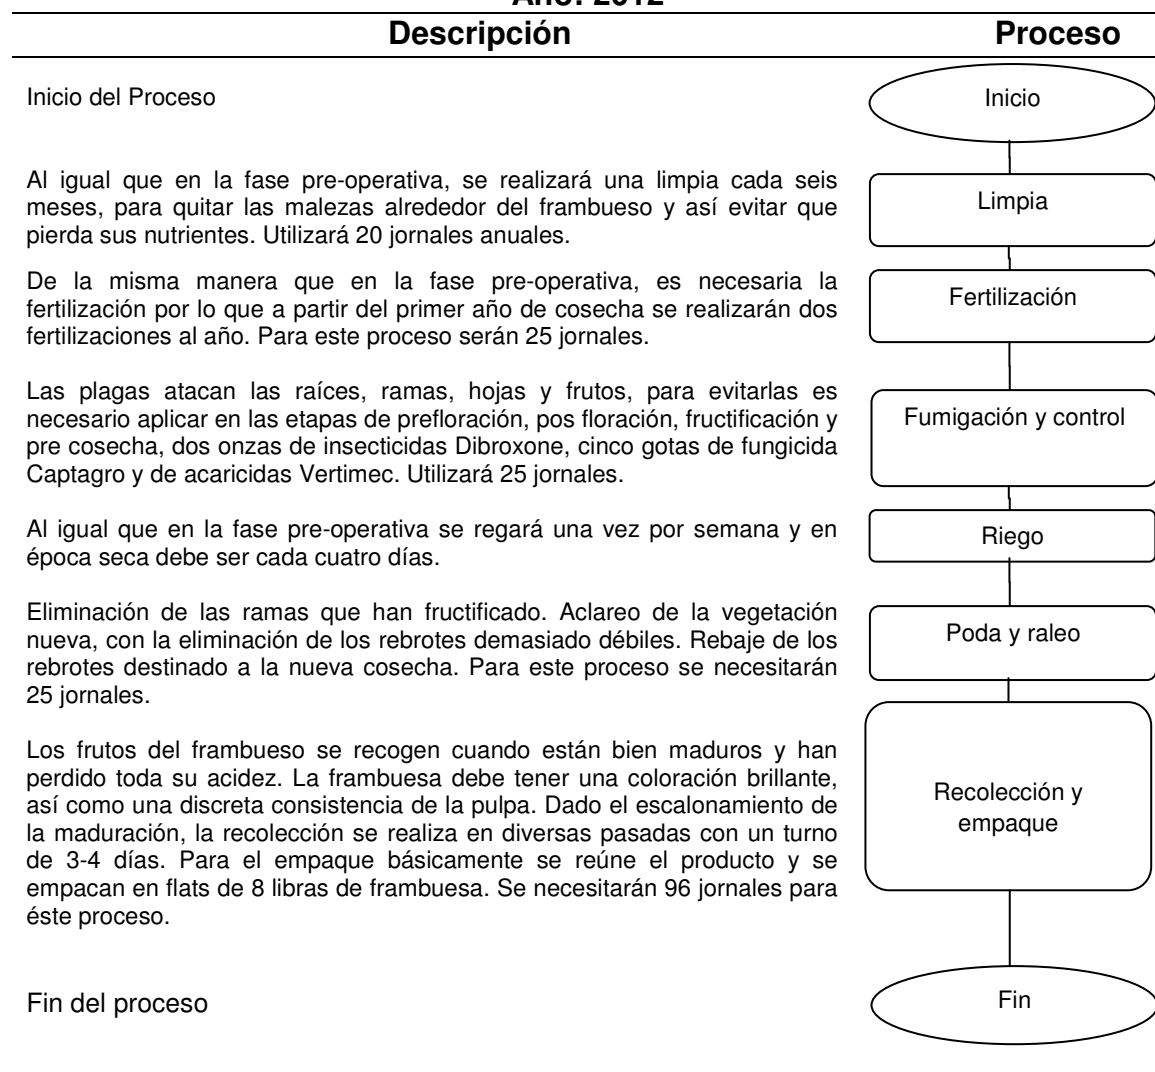 Año: 2012
Descripción Proceso
Inicio del Proceso
Inicio
Al igual que en la fase pre-operativa, se realizará una limpia cada seis
meses, para quitar las malezas alrededor del frambueso y así evitar que
pierda sus nutrientes. Utilizará 20 jornales anuales.
Limpia
De la misma manera que en la fase pre-operativa, es necesaria la
fertilización por lo que a partir del primer año de cosecha se realizarán dos
fertilizaciones al año. Para este proceso serán 25 jornales.
Fertilización
Las plagas atacan las raíces, ramas, hojas y frutos, para evitarlas es
necesario aplicar en las etapas de prefloración, pos floración, fructificación y
pre cosecha, dos onzas de insecticidas Dibroxone, cinco gotas de fungicida
Captagro y de acaricidas Vertimec. Utilizará 25 jornales.
Fumigación y control
Al igual que en la fase pre-operativa se regará una vez por semana y en
época seca debe ser cada cuatro días.
Riego
Eliminación de las ramas que han fructificado. Aclareo de la vegetación
nueva, con la eliminación de los rebrotes demasiado débiles. Rebaje de los
rebrotes destinado a la nueva cosecha. Para este proceso se necesitarán
25 jornales.
Poda y raleo
Los frutos del frambueso se recogen cuando están bien maduros y han
perdido toda su acidez. La frambuesa debe tener una coloración brillante,
así como una discreta consistencia de la pulpa. Dado el escalonamiento de
la maduración, la recolección se realiza en diversas pasadas con un turno
de 3-4 días. Para el empaque básicamente se reúne el producto y se
empacan en flats de 8 libras de frambuesa. Se necesitarán 96 jornales para
éste proceso.
Recolección y
empaque
Fin del proceso
Fin